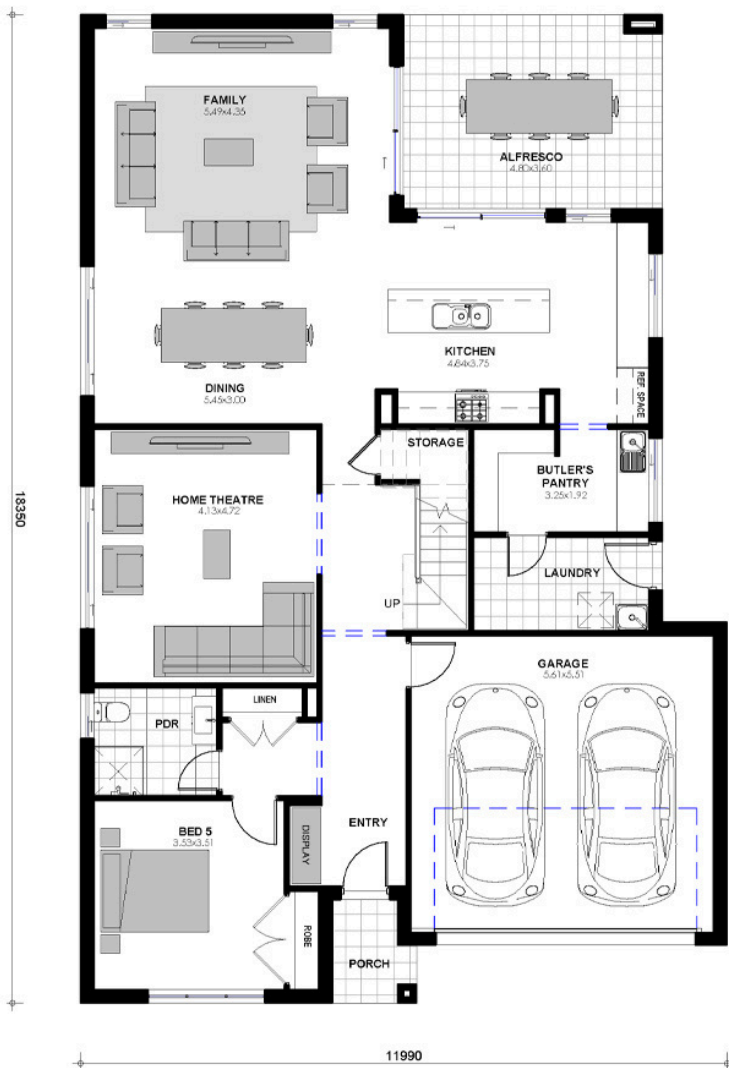 FAMILY
5.49x4.35
ALFRESCO
4.80x3.60
KITCHEN
4.84x3.75
DINING
5.45x3.00
REF. SPACE
STORAGE
BUTLER'S
PANTRY
3.25x1.92
HOME THEATRE
4.13x4.72
18350
LAUNDRY
UP
GARAGE
5.61x5.51
LINEN
PDR
ENTRY
BED 5
3.53x3.51
DISPLAY
ROBE
PORCH
11990